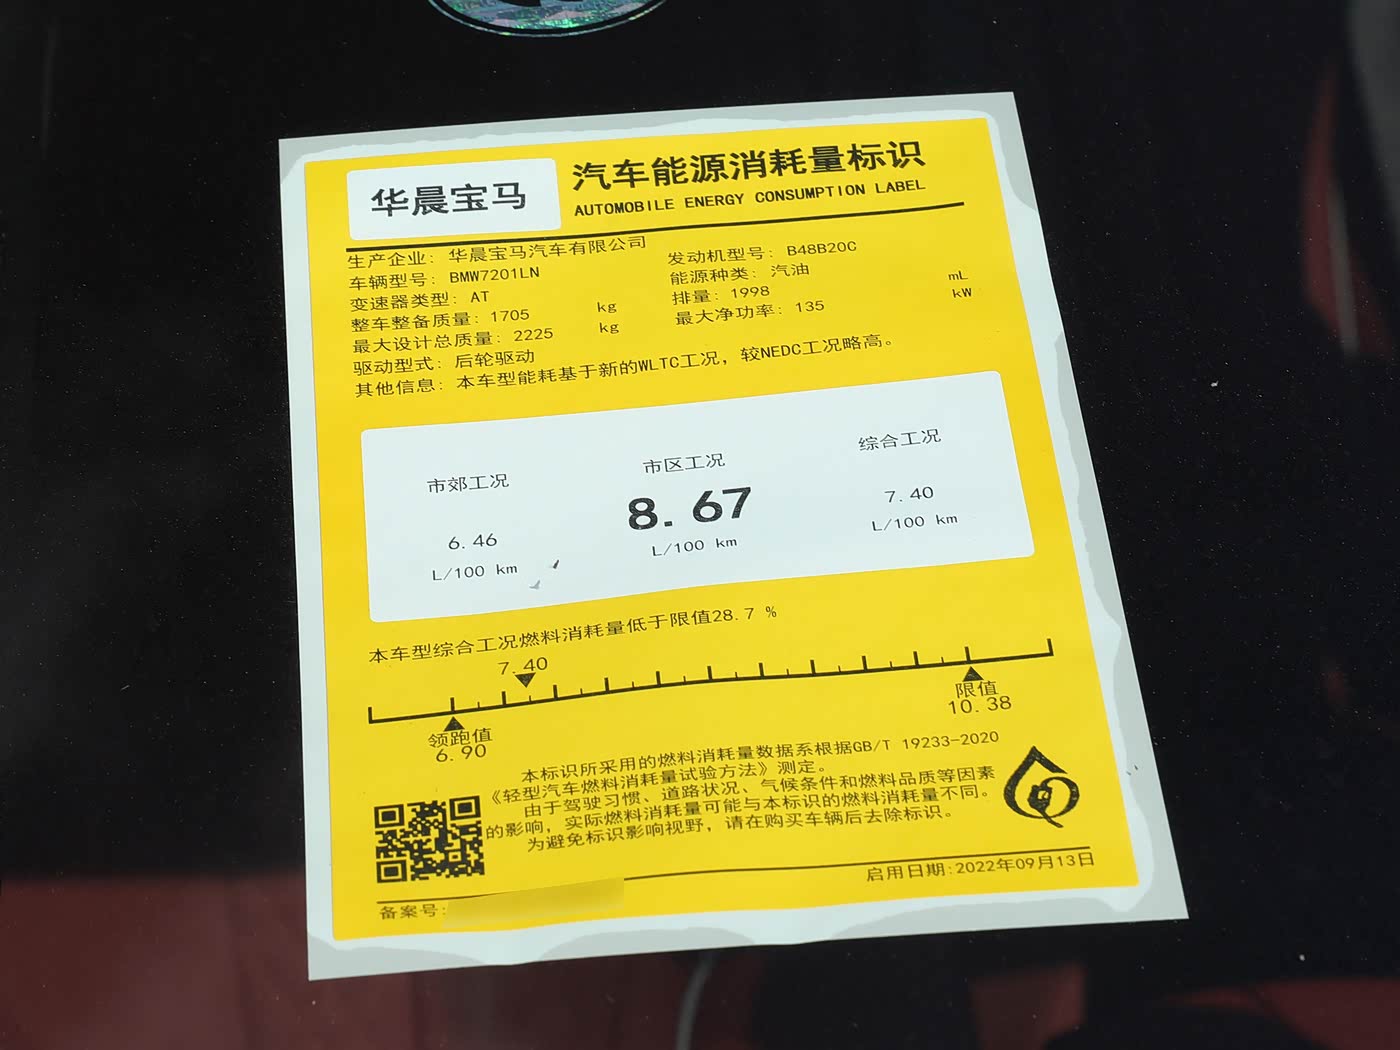 华晨宝马
汽车能源消耗量标识
AUTOMOBILE ENERGY CONSUMPTION LABEL
生产企业: 华晨宝马汽车有限公司
车辆型号: BMW7201LN
变速器类型: AT
整车整备质量: 1705 kg
最大设计总质量: 2225 kg
驱动型式: 后轮驱动
其他信息: 本车型能耗基于新的WLTC工况，较NEDC工况略高。
发动机型号: B48B20C
能源种类: 汽油
排量: 1998 mL
最大净功率: 135 kW
市郊工况
6.46
L/100 km
市区工况
8.67
L/100 km
综合工况
7.40
L/100 km
本车型综合工况燃料消耗量低于限值28.7 %
7.40
领跑值
6.90
限值
10.38
本标识所采用的燃料消耗量数据系根据GB/T 19233-2020
《轻型汽车燃料消耗量试验方法》测定。
由于驾驶习惯、道路状况、气候条件和燃料品质等因素
的影响，实际燃料消耗量可能与本标识的燃料消耗量不同。
为避免标识影响视野，请在购买车辆后去除标识。
备案号:
启用日期:2022年09月13日